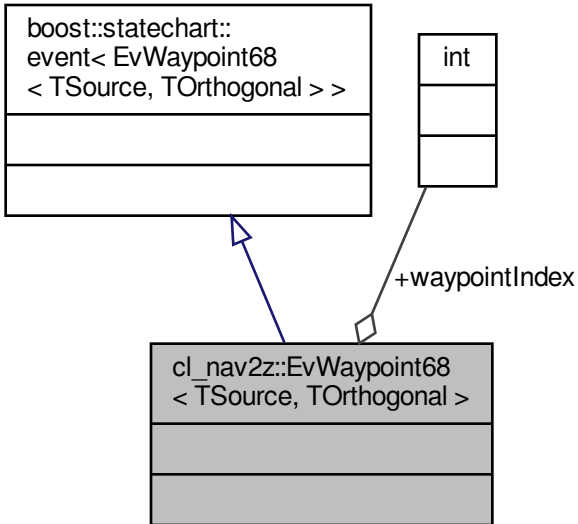 boost::statechart::
event< EvWaypoint68
< TSource, TOrthogonal > >
int
+waypointIndex
cl_nav2z::EvWaypoint68
< TSource, TOrthogonal >